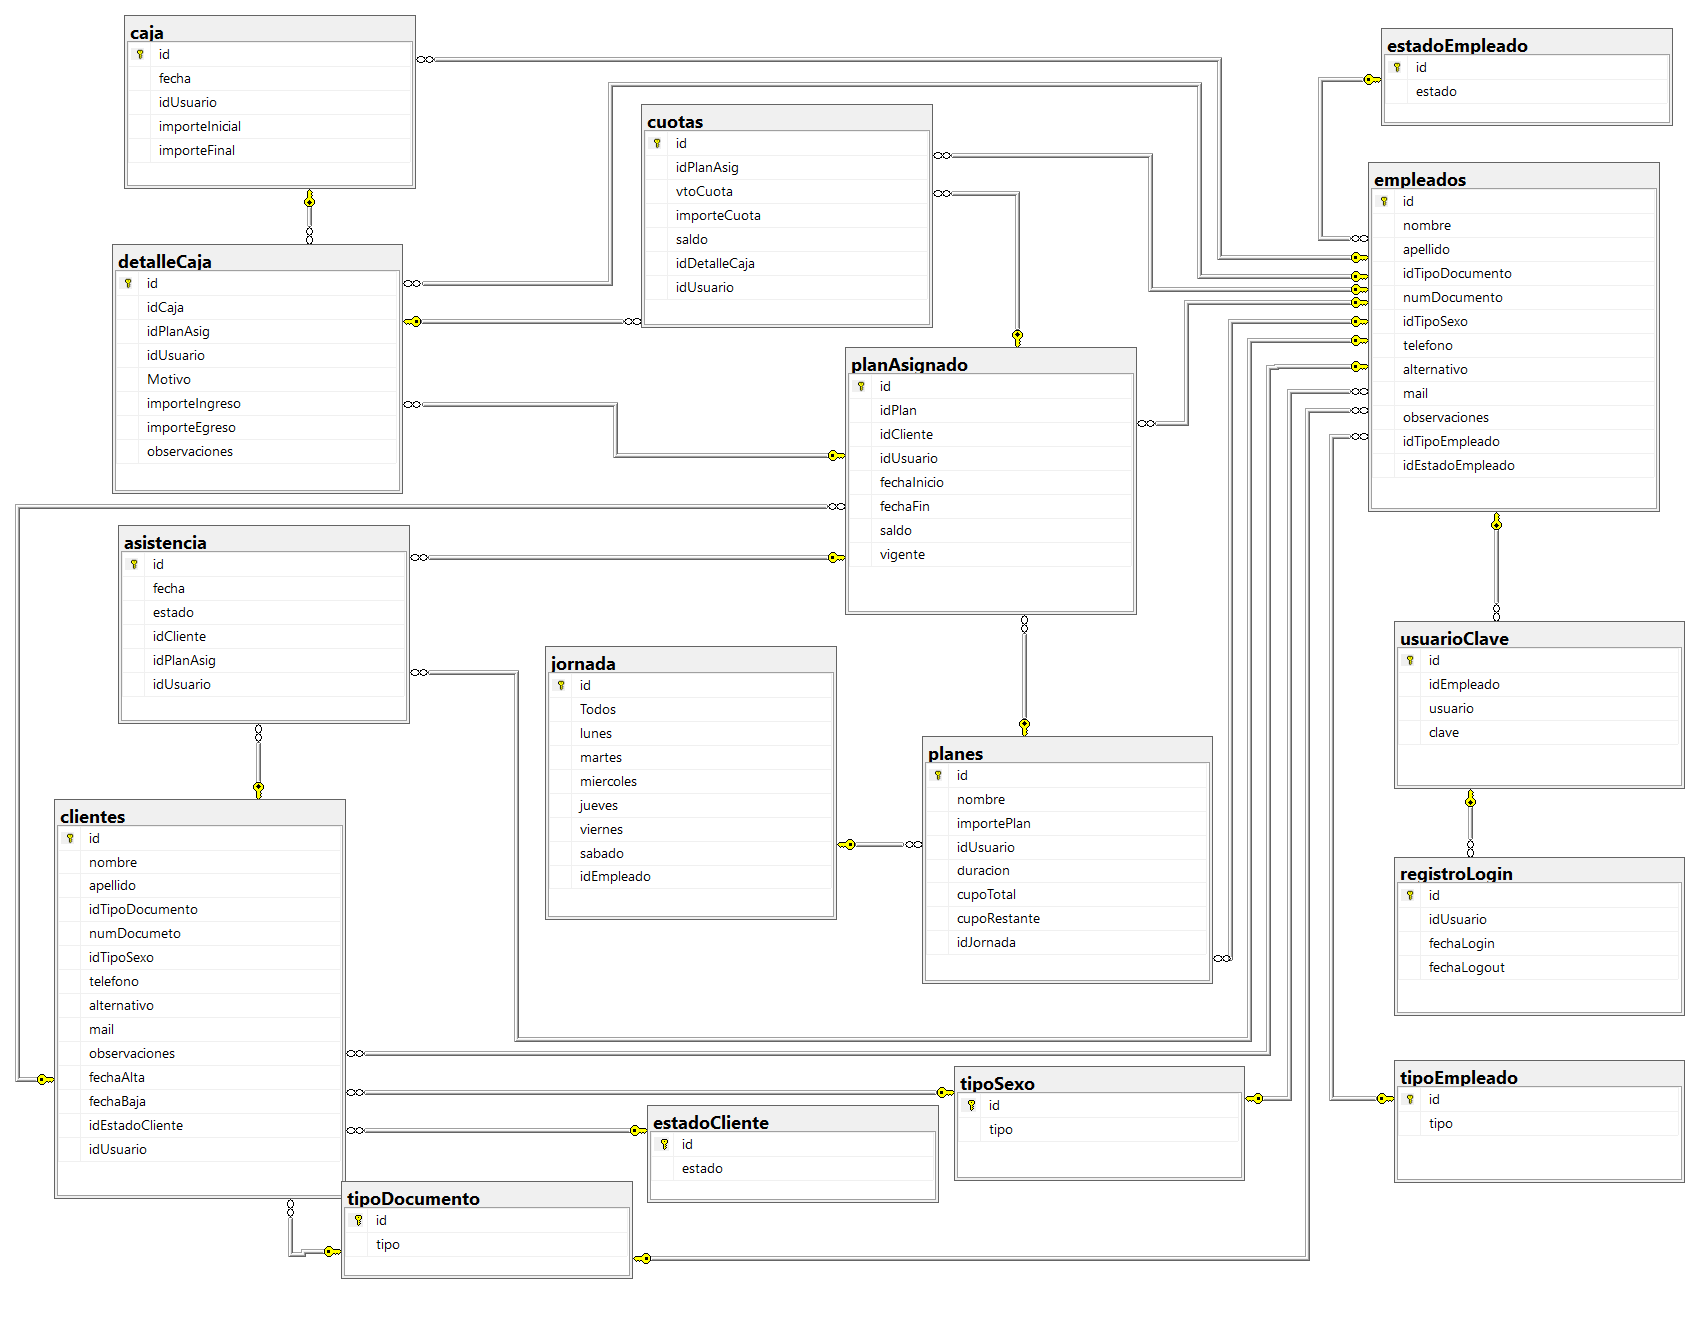 caja
id
fecha
idUsuario
importeInicial
importeFinal
detalleCaja
id
idCaja
idPlanAsig
idUsuario
Motivo
importeIngreso
importeEgreso
observaciones
cuotas
id
idPlanAsig
vtoCuota
importeCuota
saldo
idDetalleCaja
idUsuario
estadoEmpleado
id
estado
empleados
id
nombre
apellido
idTipoDocumento
numDocumento
idTipoSexo
telefono
alternativo
mail
observaciones
idTipoEmpleado
idEstadoEmpleado
planAsignado
id
idPlan
idCliente
idUsuario
fechaInicio
fechaFin
saldo
vigente
asistencia
id
fecha
estado
idCliente
idPlanAsig
idUsuario
jornada
id
Todos
lunes
martes
miercoles
jueves
viernes
sabado
idEmpleado
planes
id
nombre
importePlan
idUsuario
duracion
cupoTotal
cupoRestante
idJornada
usuarioClave
id
idEmpleado
usuario
clave
registroLogin
id
idUsuario
fechaLogin
fechaLogout
clientes
id
nombre
apellido
idTipoDocumento
numDocumeto
idTipoSexo
telefono
alternativo
mail
observaciones
fechaAlta
fechaBaja
idEstadoCliente
idUsuario
tipoSexo
id
tipo
tipoEmpleado
id
tipo
estadoCliente
id
estado
tipoDocumento
id
tipo